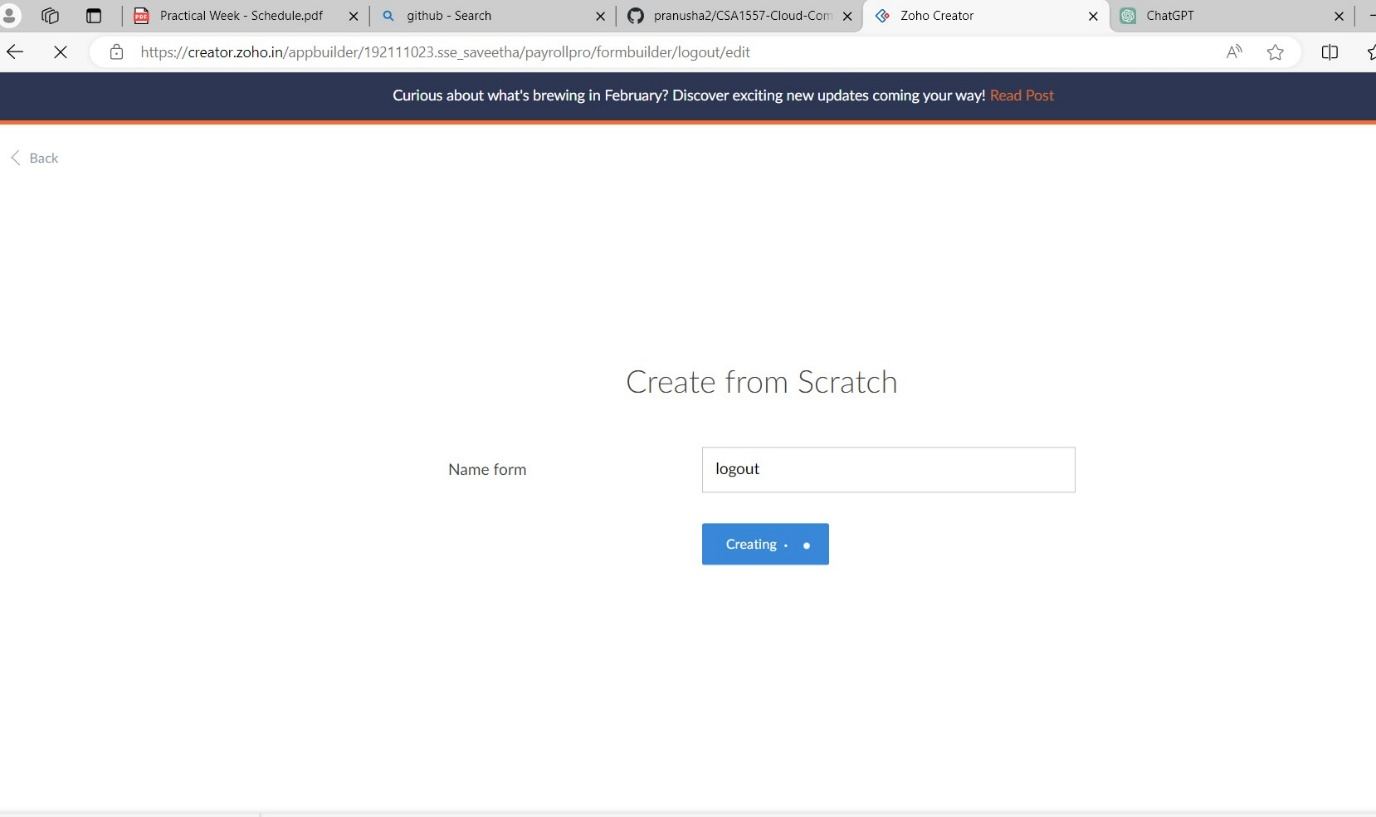 Practical Week - Schedule.pdf
github - Search
pranusha2/CSA1557-Cloud-Com
Zoho Creator
ChatGPT
https://creator.zoho.in/appbuilder/192111023.sse_saveetha/payrollpro/formbuilder/logout/edit
Curious about what's brewing in February? Discover exciting new updates coming your way! Read Post
Back
Create from Scratch
Name form
logout
Creating